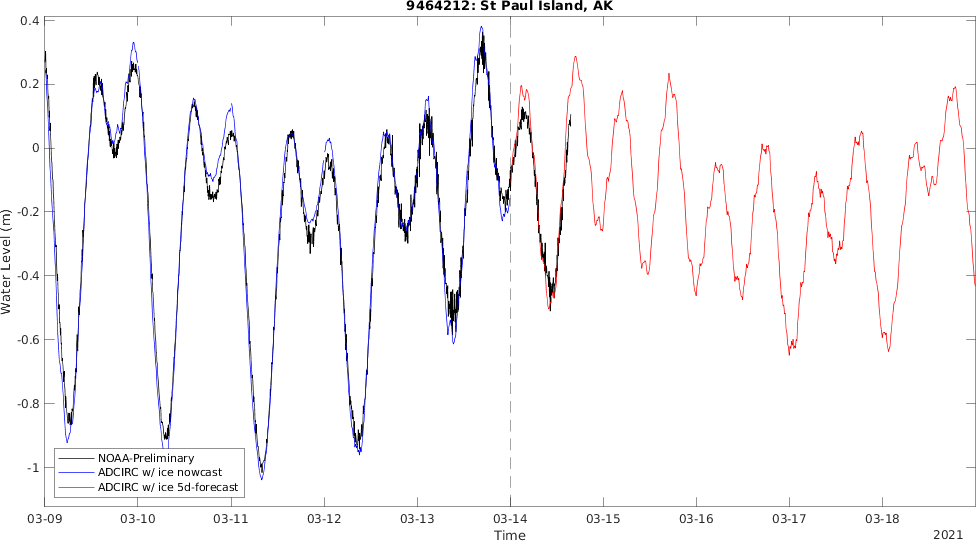 9464212: St Paul Island, AK
0.4
0.2
0
-0.2
-0.4
-0.6
-0.8
-1
Water Level (m)
NOAA-Preliminary
ADCIRC w/ ice nowcast
ADCIRC w/ ice 5d-forecast
03-09 03-10 03-11 03-12 03-13 03-14 03-15 03-16 03-17 03-18
Time
2021